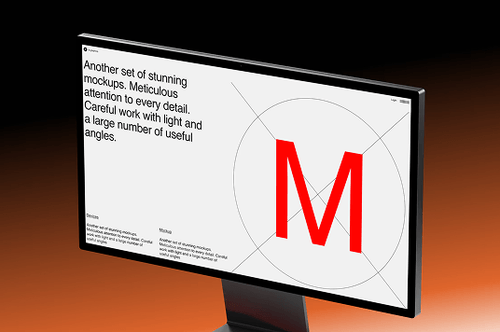 Another set of stunning
mockups. Meticulous
attention to every detail.
Careful work with light and
a large number of useful
angles.
M
Devices
Another set of stunning mockups.
Meticulous attention to every detail. Careful
work with light and a large number of
useful angles
Mockup
Another set of stunning mockups.
Meticulous attention to every detail. Careful
work with light and a large number of
useful angles